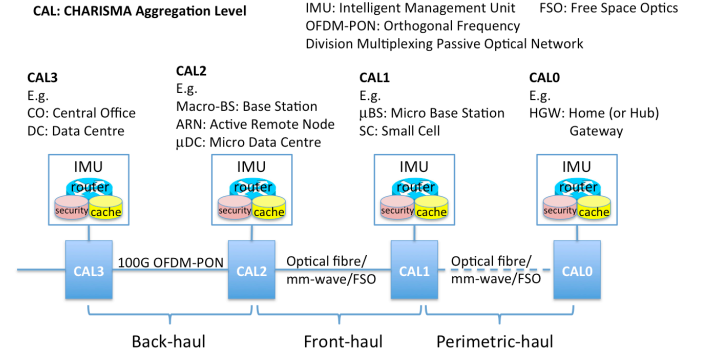 CAL: CHARISMA Aggregation Level
IMU: Intelligent Management Unit FSO: Free Space Optics
OFDM-PON: Orthogonal Frequency
Division Multiplexing Passive Optical Network
CAL3
E.g.
CO: Central Office
DC: Data Centre
CAL2
E.g.
Macro-BS: Base Station
ARN: Active Remote Node
μDC: Micro Data Centre
CAL1
E.g.
μBS: Micro Base Station
SC: Small Cell
CAL0
E.g.
HGW: Home (or Hub)
Gateway
IMU
router
security cache
IMU
router
security cache
IMU
router
security cache
IMU
router
security cache
CAL3
100G OFDM-PON
CAL2
Optical fibre/
mm-wave/FSO
CAL1
Optical fibre/
mm-wave/FSO
CAL0
Back-haul
Front-haul
Perimetric-haul